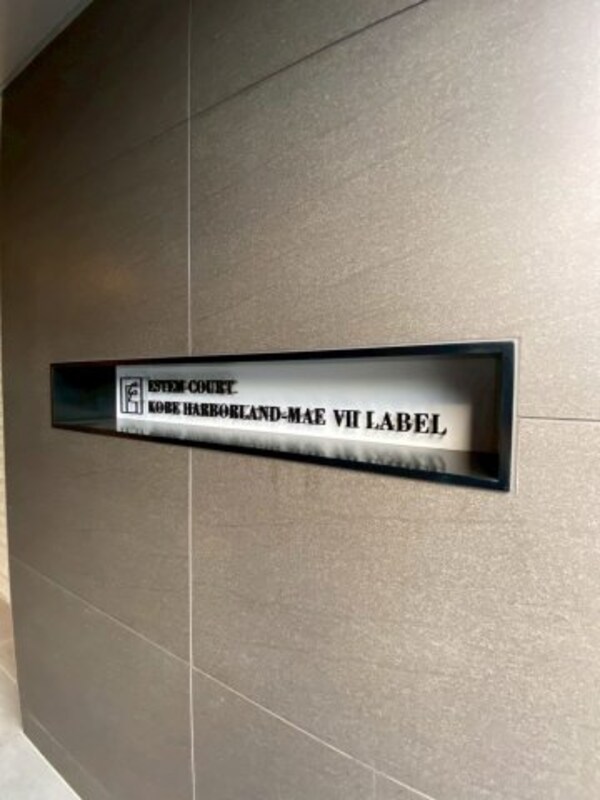 ESTEM COURT
KOBE HARBORLAND-MAE VII LABEL